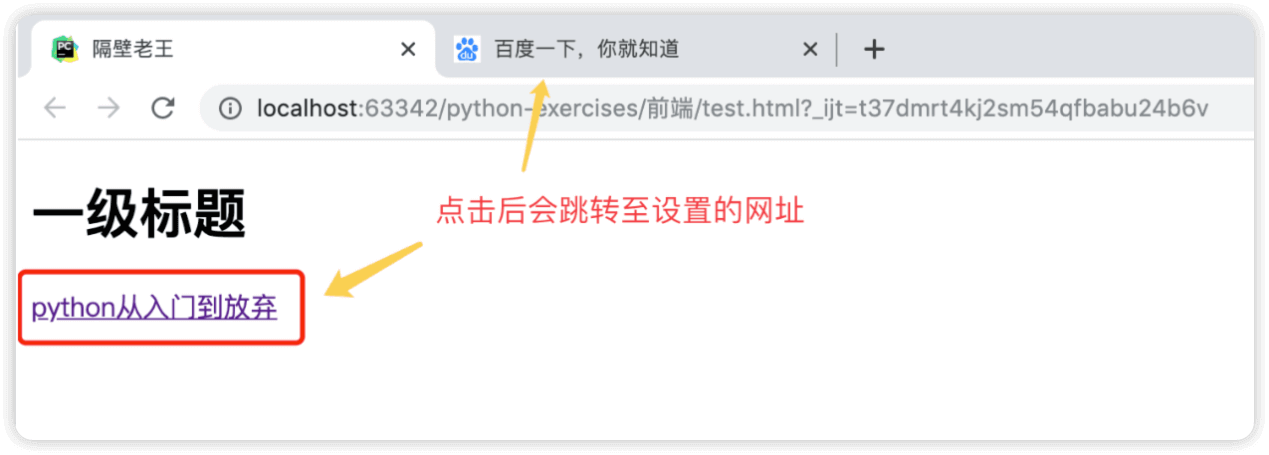 隔壁老王
百度一下，你就知道
localhost:63342/python-exercises/前端/test.html?_ijt=t37dmrt4kj2sm54qfbabu24b6v
一级标题
点击后会跳转至设置的网址
python从入门到放弃